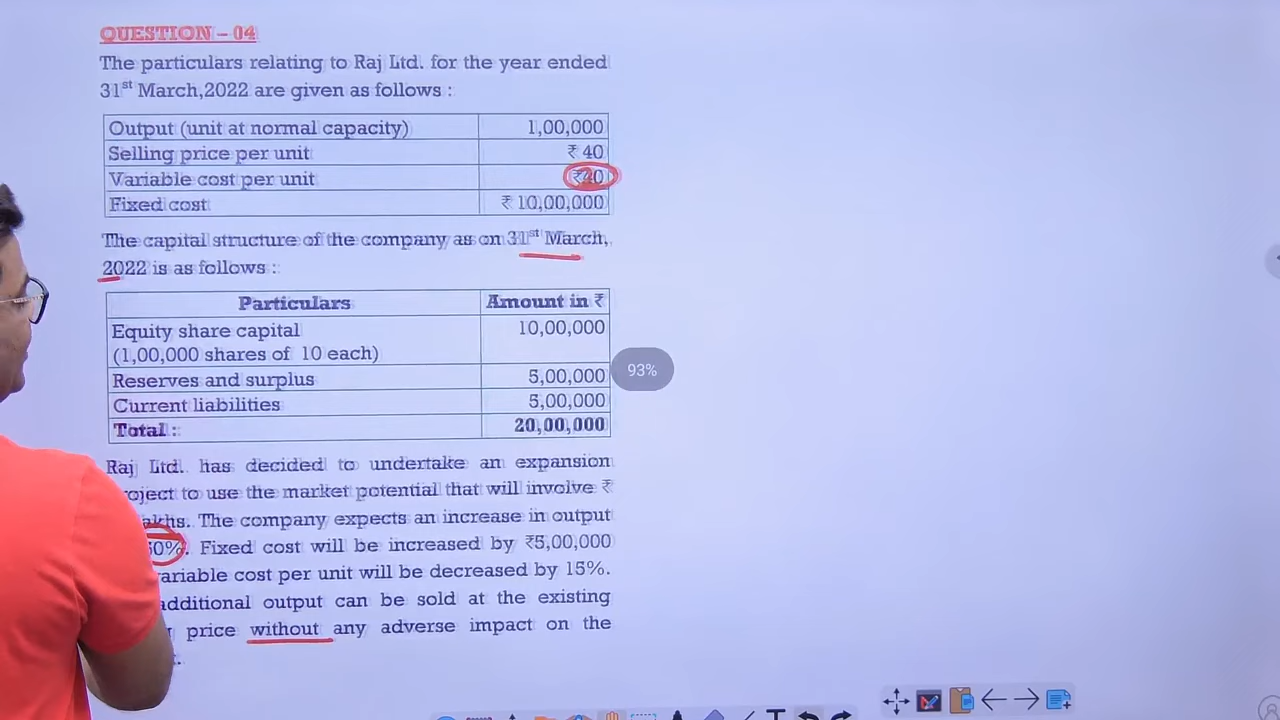 QUESTION – 04
The particulars relating to Raj Ltd. for the year ended
31st March,2022 are given as follows :
Output (unit at normal capacity) 1,00,000
Selling price per unit ₹ 40
Variable cost per unit
Fixed cost ₹ 10,00,000
The capital structure of the company as on 31st March,
2022 is as follows :
Particulars Amount in ₹
Equity share capital 10,00,000
(1,00,000 shares of 10 each)
Reserves and surplus 5,00,000
Current liabilities 5,00,000
Total : 20,00,000
93%
Raj Ltd. has decided to undertake an expansion
to use the market potential that will involve ₹
The company expects an increase in output
Fixed cost will be increased by ₹5,00,000
variable cost per unit will be decreased by 15%.
additional output can be sold at the existing
price without any adverse impact on the